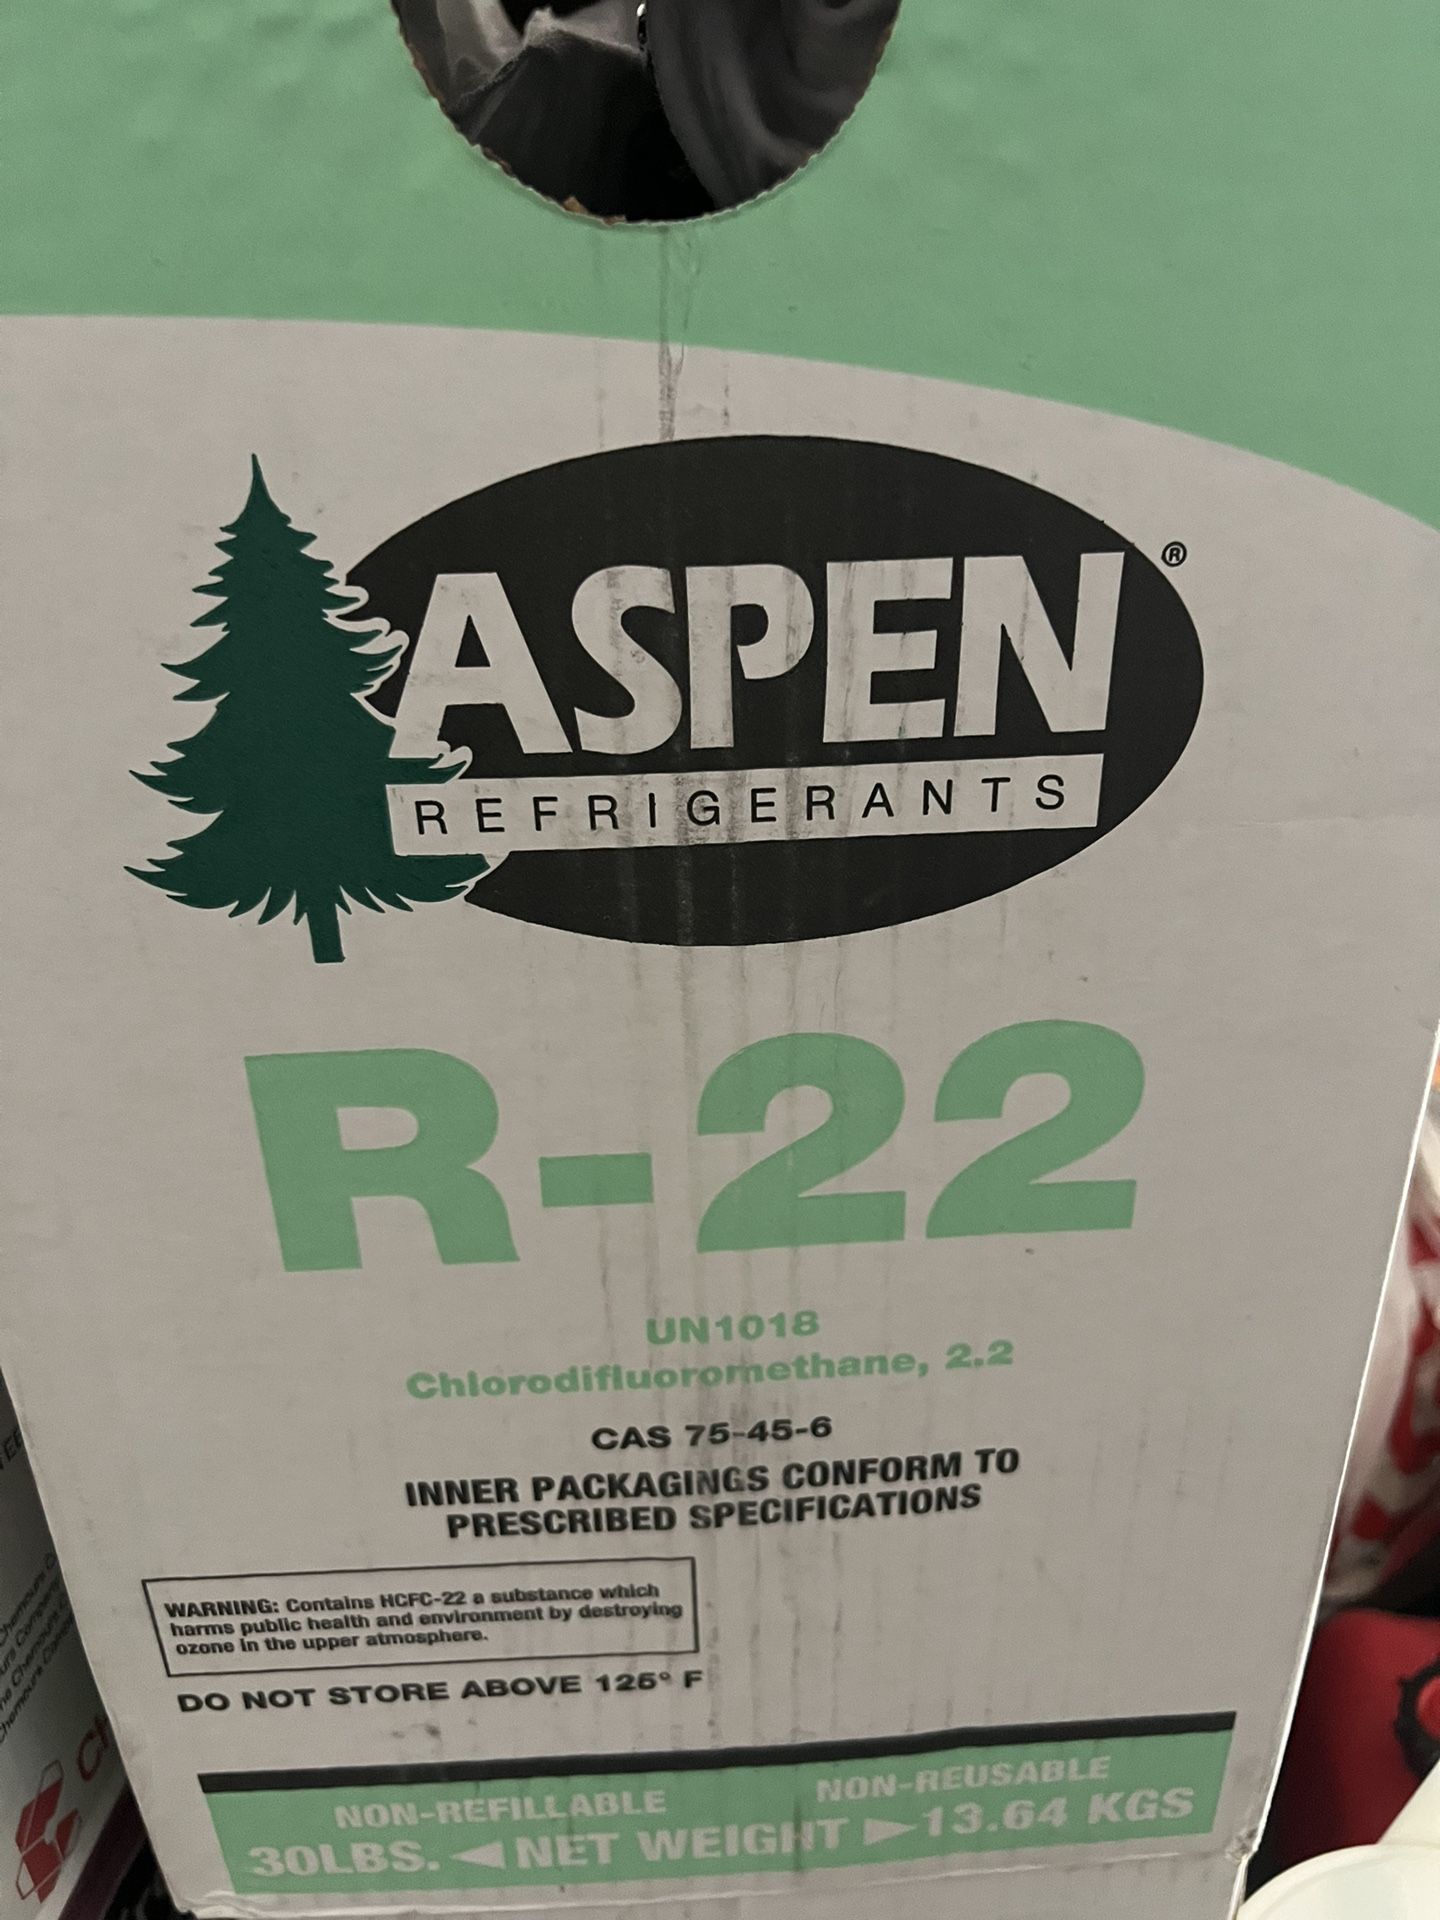 ASPEN®
REFRIGERANTS
R-22
UN1018
Chlorodifluoromethane, 2.2
CAS 75-45-6
INNER PACKAGINGS CONFORM TO
PRESCRIBED SPECIFICATIONS
WARNING: Contains HCFC-22 a substance which
harms public health and environment by destroying
ozone in the upper atmosphere.
DO NOT STORE ABOVE 125° F
NON-REFILLABLE NON-REUSABLE
30LBS. ◀ NET WEIGHT ▶ 13.64 KGS